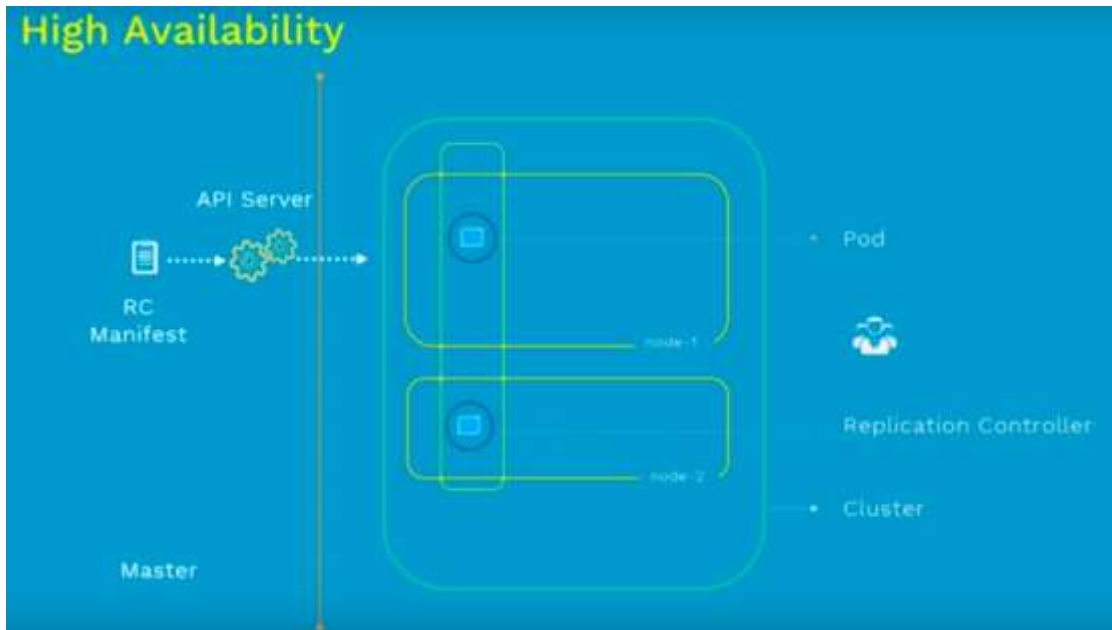 High Availability
API Server
RC
Manifest
Master
node-1
node-2
Pod
Replication Controller
Cluster